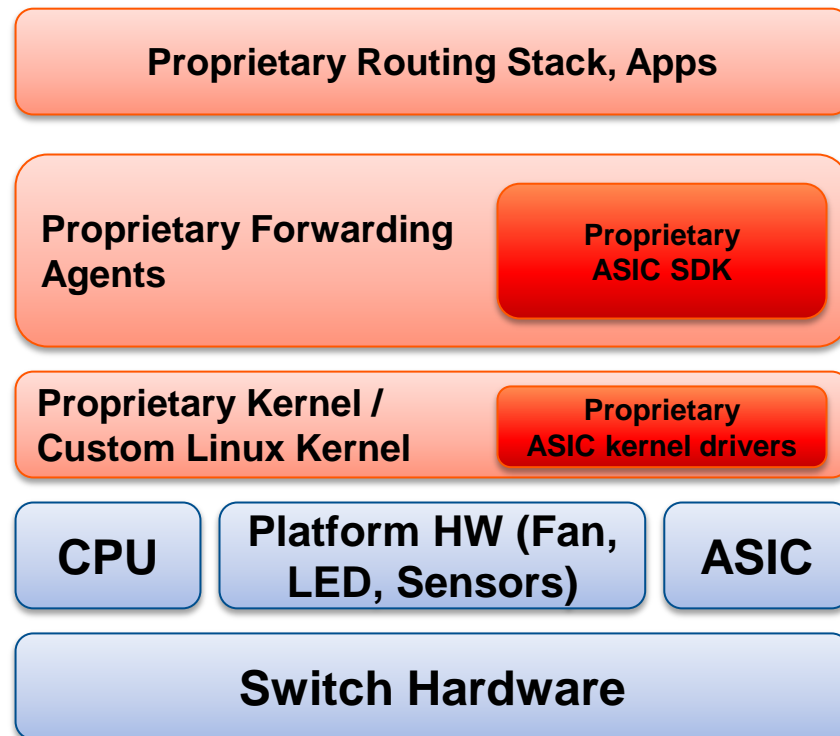 Proprietary Routing Stack, Apps
Proprietary Forwarding
Agents
Proprietary
ASIC SDK
Proprietary Kernel /
Custom Linux Kernel
Proprietary
ASIC kernel drivers
CPU
Platform HW (Fan,
LED, Sensors)
ASIC
Switch Hardware